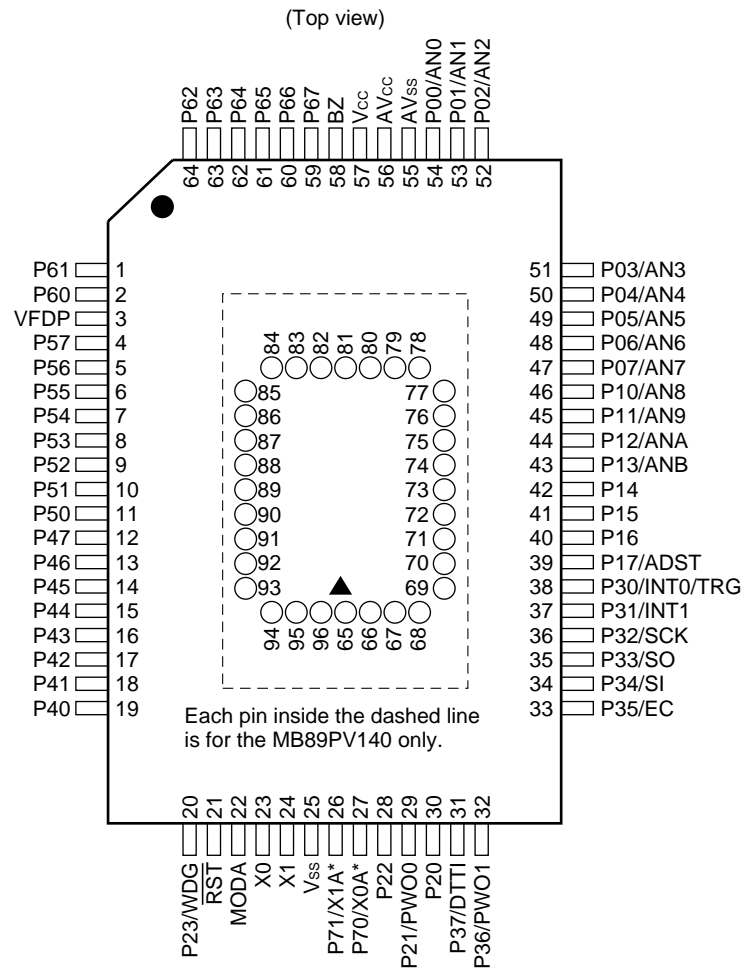 (Top view)
P62
P63
P64
P65
P66
P67
BZ
Vcc
AVcc
AVss
P00/AN0
P01/AN1
P02/AN2
64
63
62
61
60
59
58
57
56
55
54
53
52
P61 1
P60 2
VFDP 3
P57 4
P56 5
P55 6
P54 7
P53 8
P52 9
P51 10
P50 11
P47 12
P46 13
P45 14
P44 15
P43 16
P42 17
P41 18
P40 19
51 P03/AN3
50 P04/AN4
49 P05/AN5
48 P06/AN6
47 P07/AN7
46 P10/AN8
45 P11/AN9
44 P12/ANA
43 P13/ANB
42 P14
41 P15
40 P16
39 P17/ADST
38 P30/INT0/TRG
37 P31/INT1
36 P32/SCK
35 P33/SO
34 P34/SI
33 P35/EC
84
83
82
81
80
79
78
85
86
87
88
89
90
91
92
93
77
76
75
74
73
72
71
70
69
94
95
96
65
66
67
68
Each pin inside the dashed line
is for the MB89PV140 only.
20
21
22
23
24
25
26
27
28
29
30
31
32
P23/WDG
RST
MODA
X0
X1
Vss
P71/X1A*
P70/X0A*
P22
P21/PWO0
P20
P37/DTTI
P36/PWO1